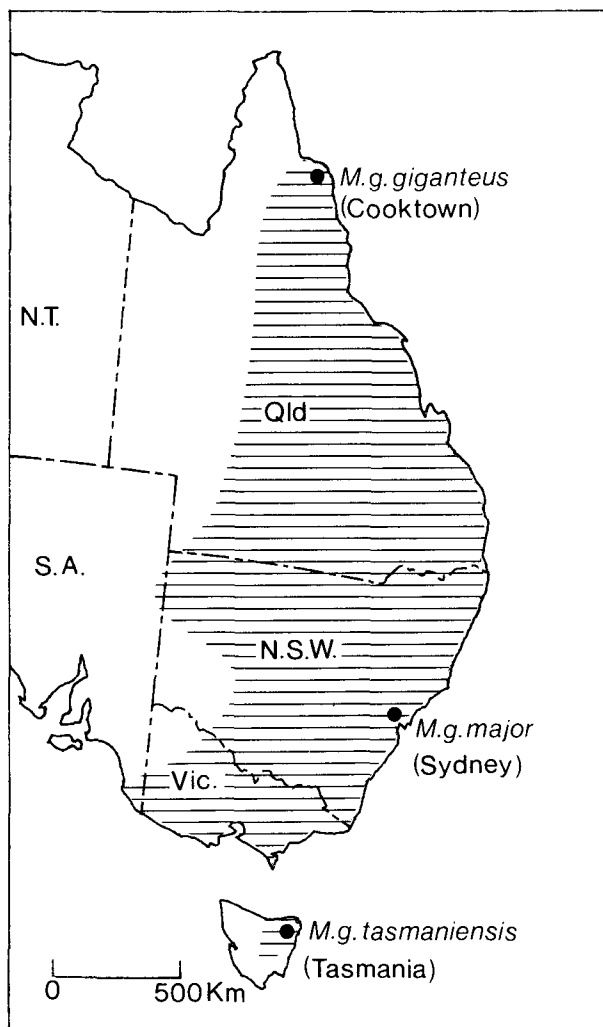 M.g. giganteus
(Cooktown)
N.T.
Qld
S.A.
N.S.W.
M.g. major
(Sydney)
Vic.
M.g. tasmaniensis
(Tasmania)
0 500Km